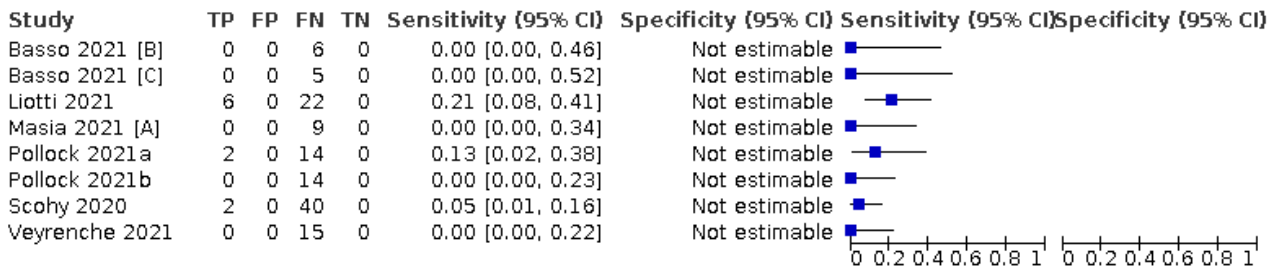 Study TP FP FN TN Sensitivity (95% CI) Specificity (95% CI) Sensitivity (95% CI)Specificity (95% CI)
Basso 2021 [B] 0 0 6 0 0.00 [0.00, 0.46] Not estimable
Basso 2021 [C] 0 0 5 0 0.00 [0.00, 0.52] Not estimable
Liotti 2021 6 0 22 0 0.21 [0.08, 0.41] Not estimable
Masia 2021 [A] 0 0 9 0 0.00 [0.00, 0.34] Not estimable
Pollock 2021a 2 0 14 0 0.13 [0.02, 0.38] Not estimable
Pollock 2021b 0 0 14 0 0.00 [0.00, 0.23] Not estimable
Scohy 2020 2 0 40 0 0.05 [0.01, 0.16] Not estimable
Veyrenche 2021 0 0 15 0 0.00 [0.00, 0.22] Not estimable
0 0.2 0.4 0.6 0.8 1 0 0.2 0.4 0.6 0.8 1